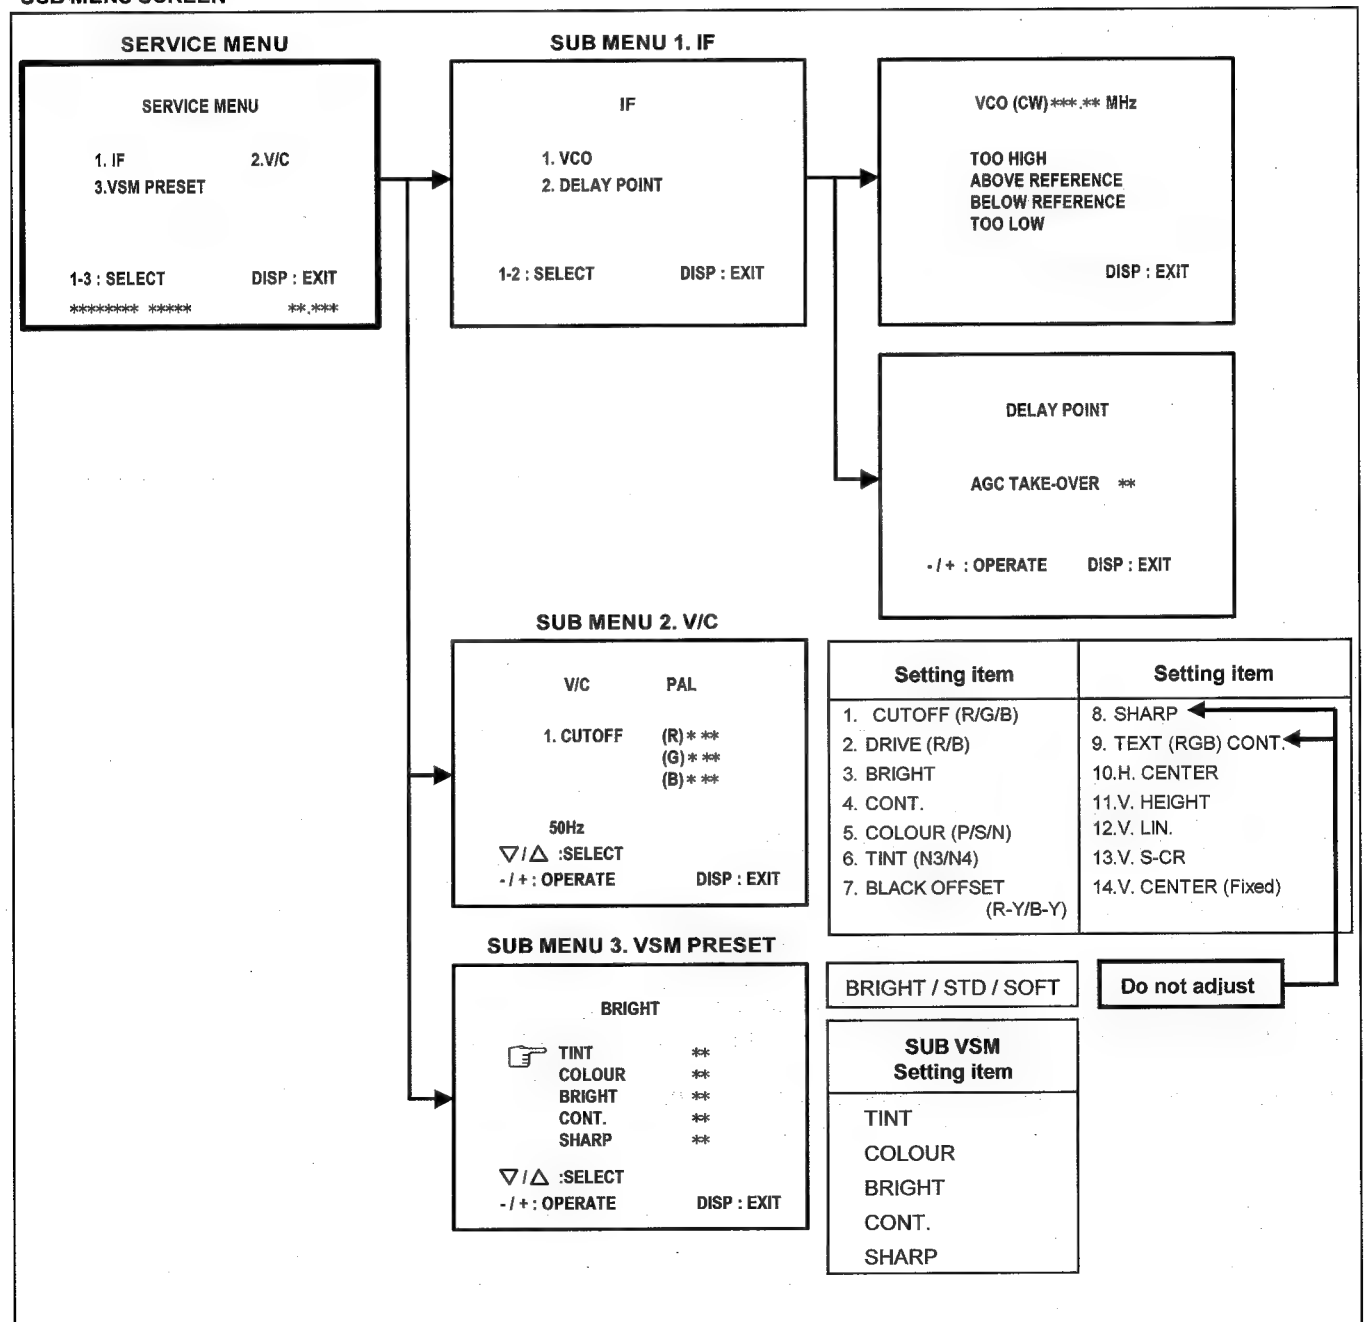 SUB MENU SCREEN
SERVICE MENU
SUB MENU 1. IF
SERVICE MENU
1. IF 2.V/C
3.VSM PRESET
1-3 : SELECT DISP : EXIT
******** ***** **.***
IF
1. VCO
2. DELAY POINT
1-2 : SELECT DISP : EXIT
VCO (CW) ***.** MHz
TOO HIGH
ABOVE REFERENCE
BELOW REFERENCE
TOO LOW
DISP : EXIT
DELAY POINT
AGC TAKE-OVER **
- / + : OPERATE DISP : EXIT
SUB MENU 2. V/C
V/C PAL
1. CUTOFF (R) * **
(G) * **
(B) * **
50Hz
▽/△ :SELECT
- / + : OPERATE DISP : EXIT
Setting item
1. CUTOFF (R/G/B)
2. DRIVE (R/B)
3. BRIGHT
4. CONT.
5. COLOUR (P/S/N)
6. TINT (N3/N4)
7. BLACK OFFSET
(R-Y/B-Y)
Setting item
8. SHARP
9. TEXT (RGB) CONT.
10.H. CENTER
11.V. HEIGHT
12.V. LIN.
13.V. S-CR
14.V. CENTER (Fixed)
Do not adjust
SUB MENU 3. VSM PRESET
BRIGHT
TINT **
COLOUR **
BRIGHT **
CONT. **
SHARP **
▽/△ :SELECT
- / + : OPERATE DISP : EXIT
BRIGHT / STD / SOFT
SUB VSM
Setting item
TINT
COLOUR
BRIGHT
CONT.
SHARP